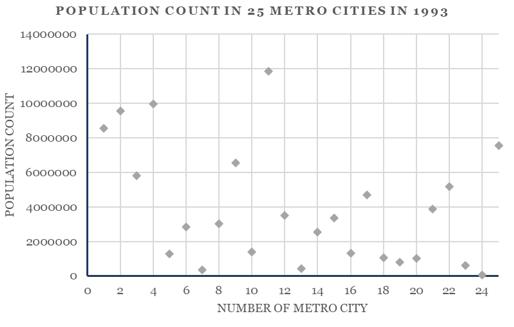 POPULATION COUNT IN 25 METRO CITIES IN 1993
14000000
12000000
10000000
8000000
6000000
4000000
2000000
0
POPULATION COUNT
0 2 4 6 8 10 12 14 16 18 20 22 24
NUMBER OF METRO CITY